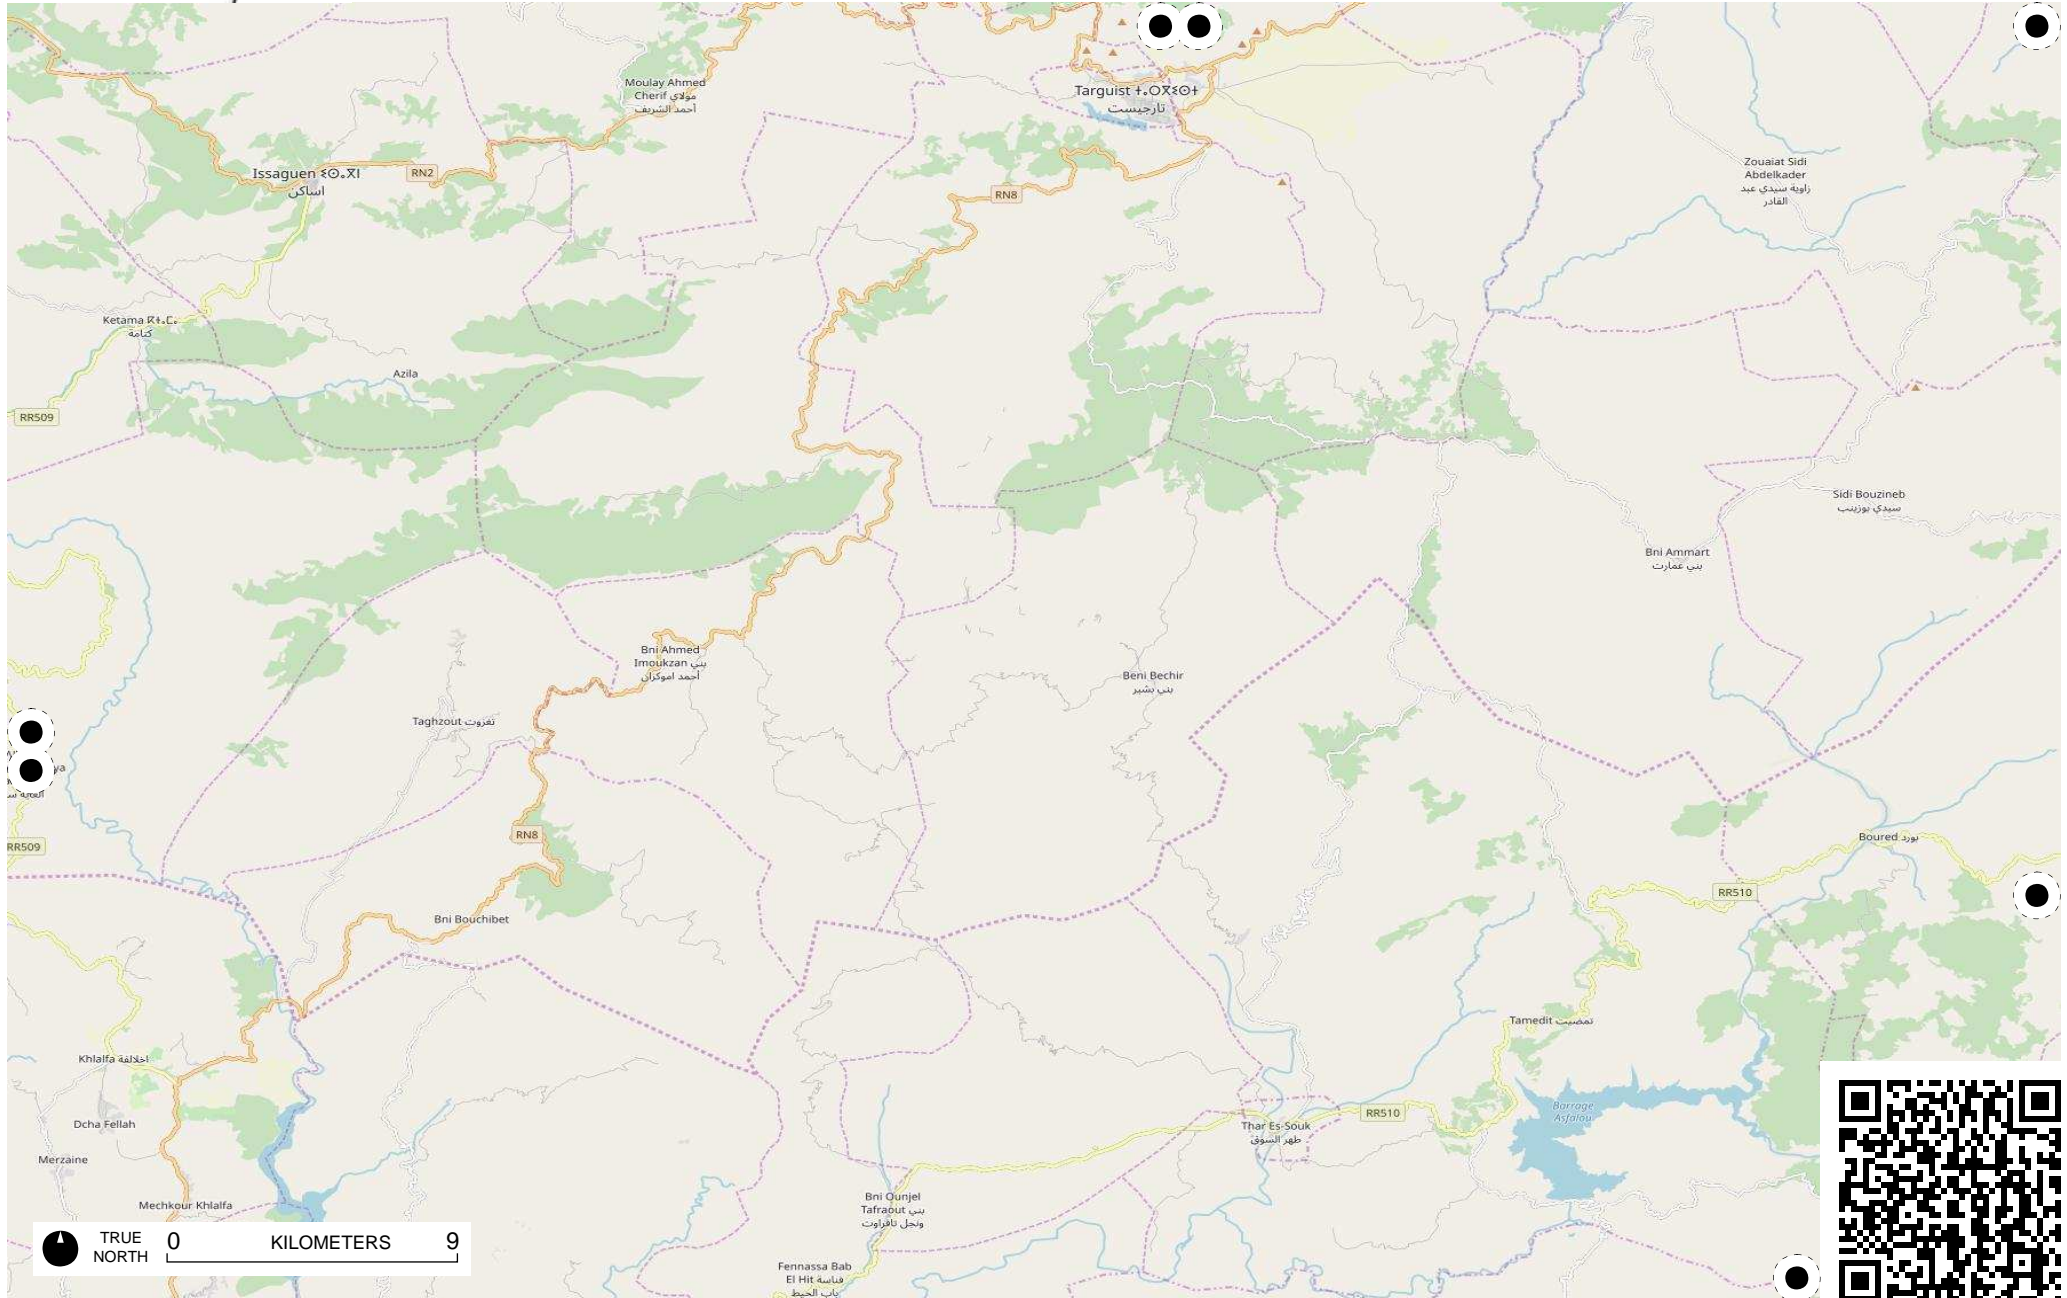 Moulay Ahmed
Cherif مولاي
أحمد الشريف
Targuist ⵜⴰⵔⴳⵉⵙⵜ
تارجيست
Issaguen ⵉⵙⴰⴳⵏ
اساكن
RN2
RN8
Zouaiat Sidi
Abdelkader
زاوية سيدي عبد
القادر
Ketama ⴽⵜⴰⵎⴰ
كتامة
Azila
RR509
Sidi Bouzineb
سيدي بوزينب
Bni Ammart
بني عمارت
Bni Ahmed
Imoukzan بني
أحمد اموكزان
Beni Bechir
بني بشير
Taghzout تغزوت
ya
RN8
RR509
Boured بورد
RR510
Bni Bouchibet
Tamedit تمضيت
Khlalfa اخلالفة
Dcha Fellah
Merzaine
Mechkour Khlalfa
Barrage
Asfalou
RR510
Thar Es-Souk
طهر السوق
Bni Ounjel
Tafraout بني
ونجل تافراوت
Fennassa Bab
El Hit فناسة
باب الحيط
TRUE
NORTH
0 KILOMETERS 9